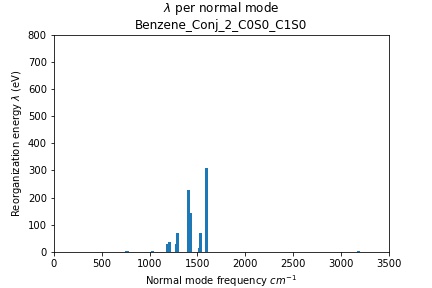 λ per normal mode
Benzene_Conj_2_C0S0_C1S0
Reorganization energy λ (eV)
800
700
600
500
400
300
200
100
0
0 500 1000 1500 2000 2500 3000 3500
Normal mode frequency cm⁻¹